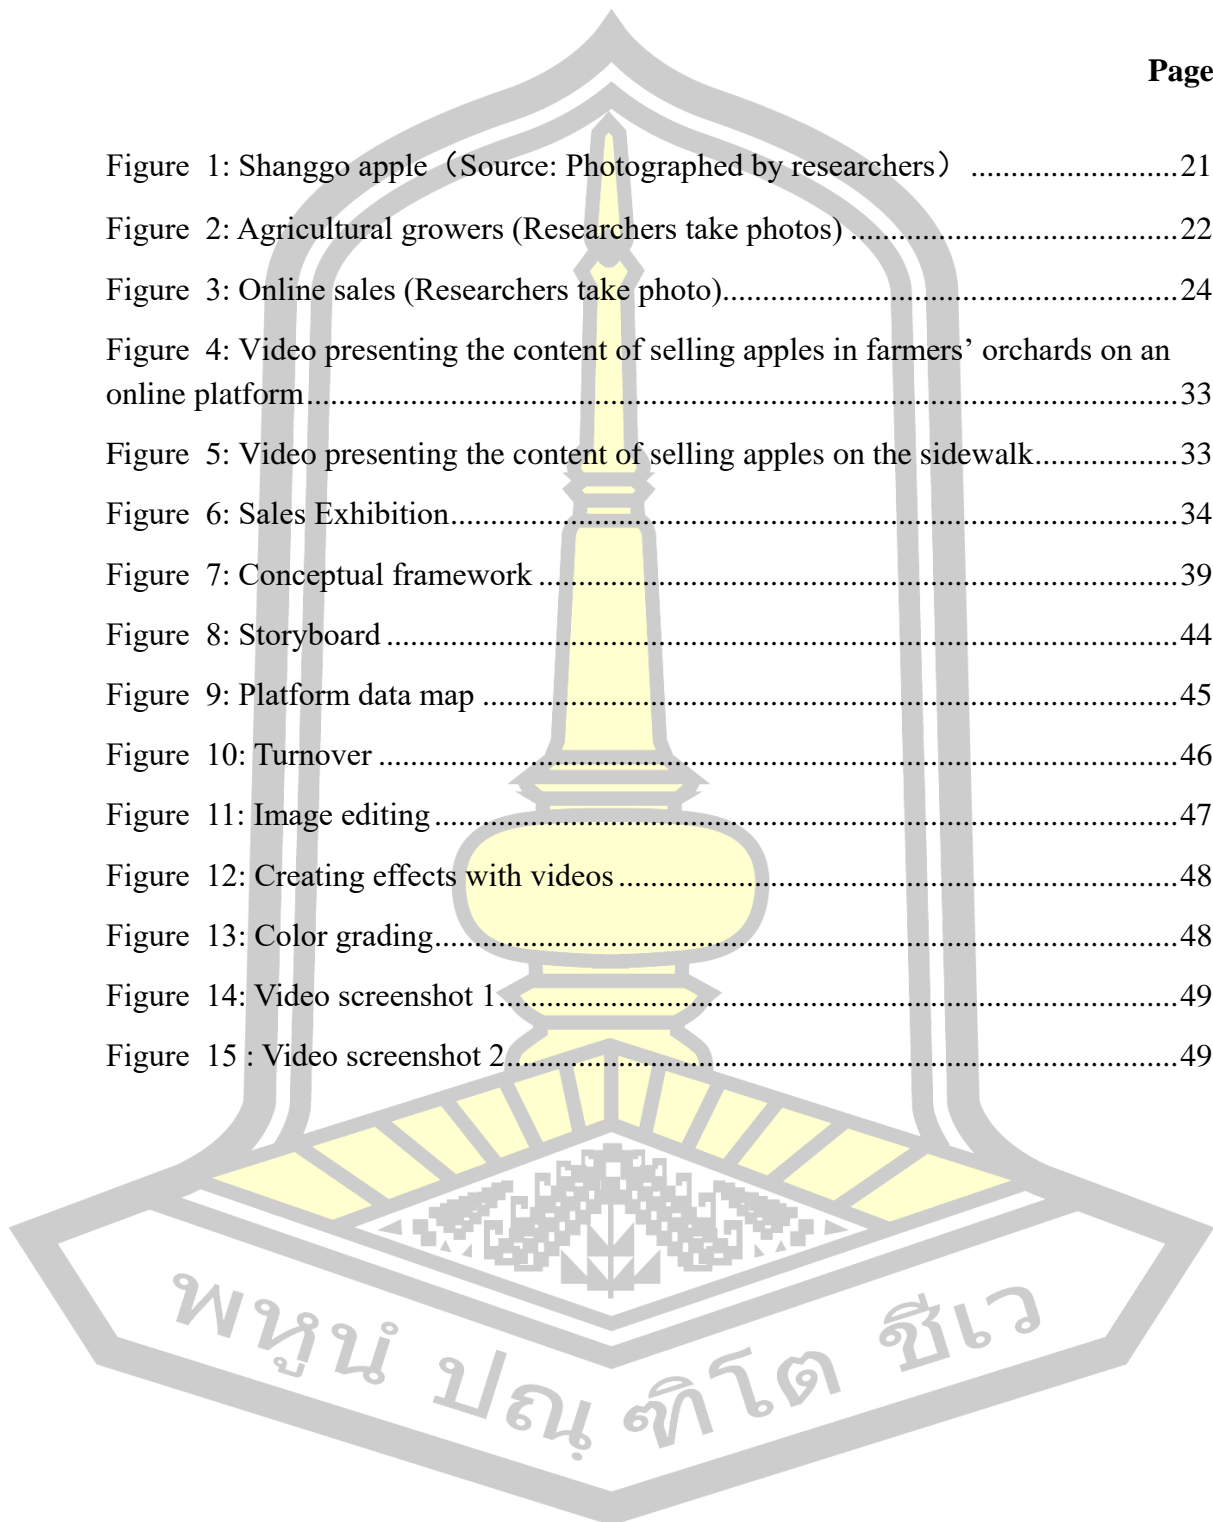 Page
Figure 1: Shanggo apple（Source: Photographed by researchers） .......................21
Figure 2: Agricultural growers (Researchers take photos) .....................................22
Figure 3: Online sales (Researchers take photo)....................................................24
Figure 4: Video presenting the content of selling apples in farmers’ orchards on an
online platform.......................................................................................................33
Figure 5: Video presenting the content of selling apples on the sidewalk................33
Figure 6: Sales Exhibition......................................................................................34
Figure 7: Conceptual framework ...........................................................................39
Figure 8: Storyboard ..............................................................................................44
Figure 9: Platform data map ..................................................................................45
Figure 10: Turnover ...............................................................................................46
Figure 11: Image editing ........................................................................................47
Figure 12: Creating effects with videos .................................................................48
Figure 13: Color grading........................................................................................48
Figure 14: Video screenshot 1................................................................................49
Figure 15 : Video screenshot 2...............................................................................49
พหูนํ ปณฺฑิโต ชีเว